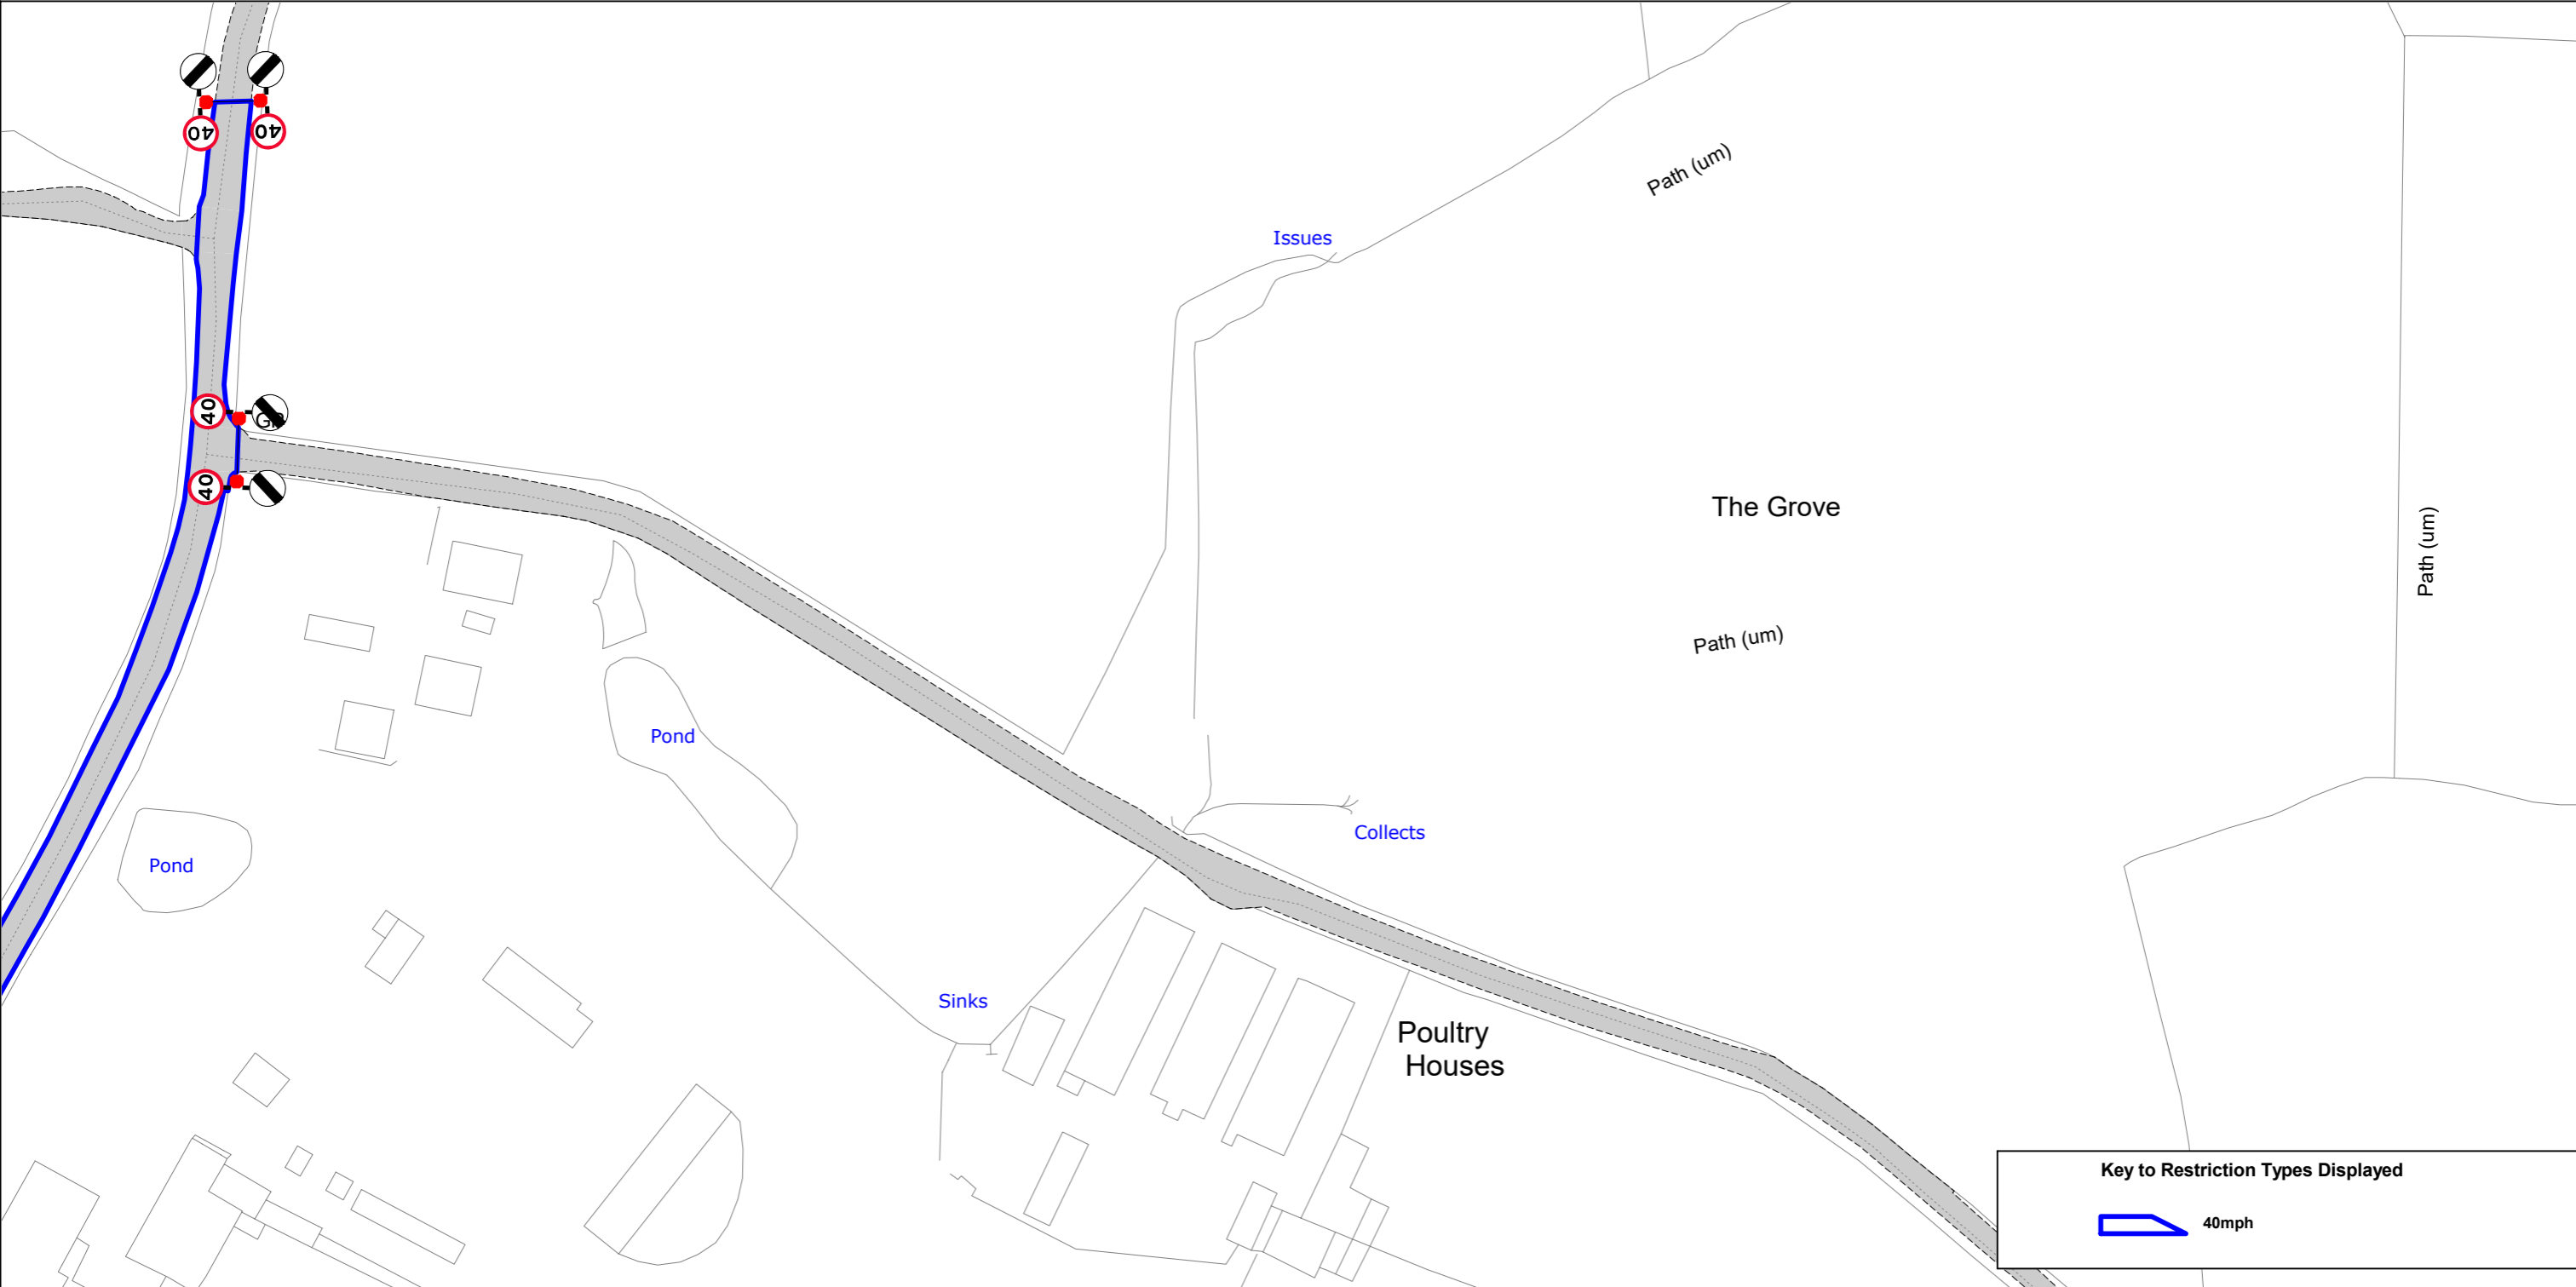 40
40
Path (um)
Issues
40
GP
40
The Grove
Path (um)
Path (um)
Pond
Collects
Pond
Sinks
Poultry
Houses
Key to Restriction Types Displayed
40mph